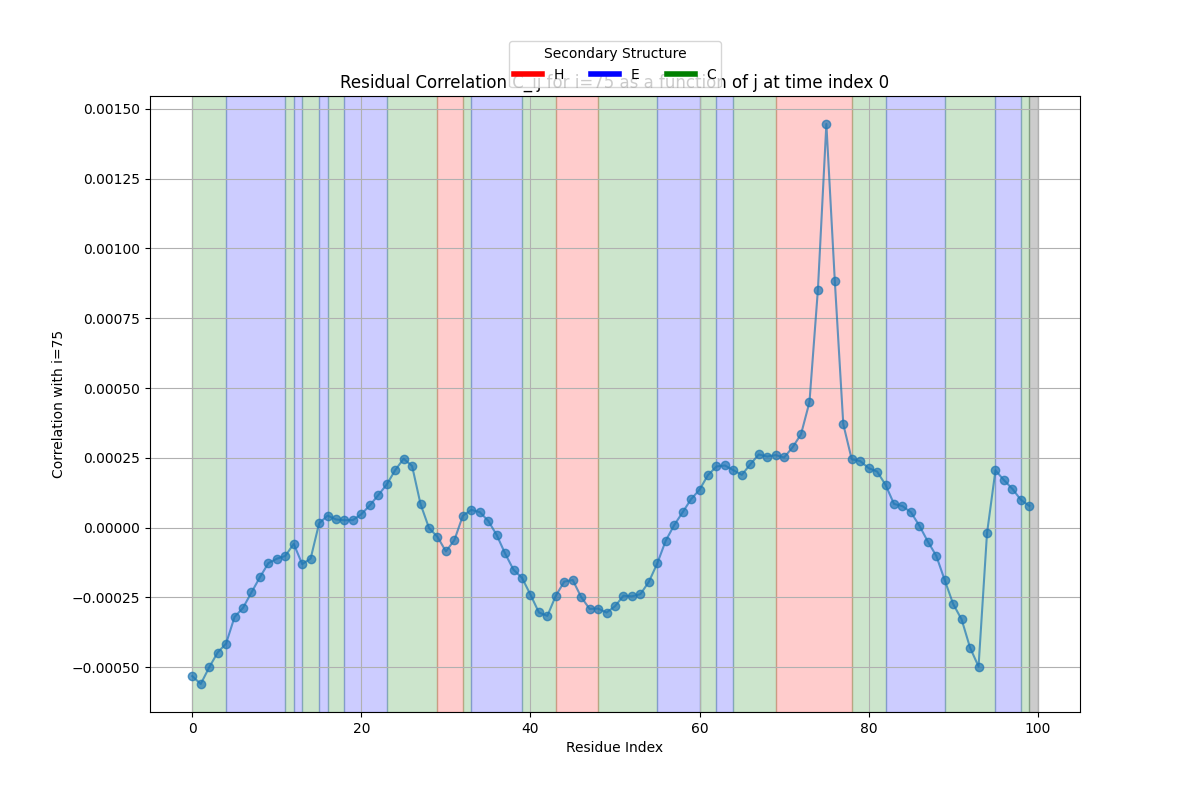 Secondary Structure
H E C
Residual Correlation C_ij for i=75 as a function of j at time index 0
0.00150
0.00125
0.00100
0.00075
0.00050
0.00025
0.00000
−0.00025
−0.00050
Correlation with i=75
0 20 40 60 80 100
Residue Index